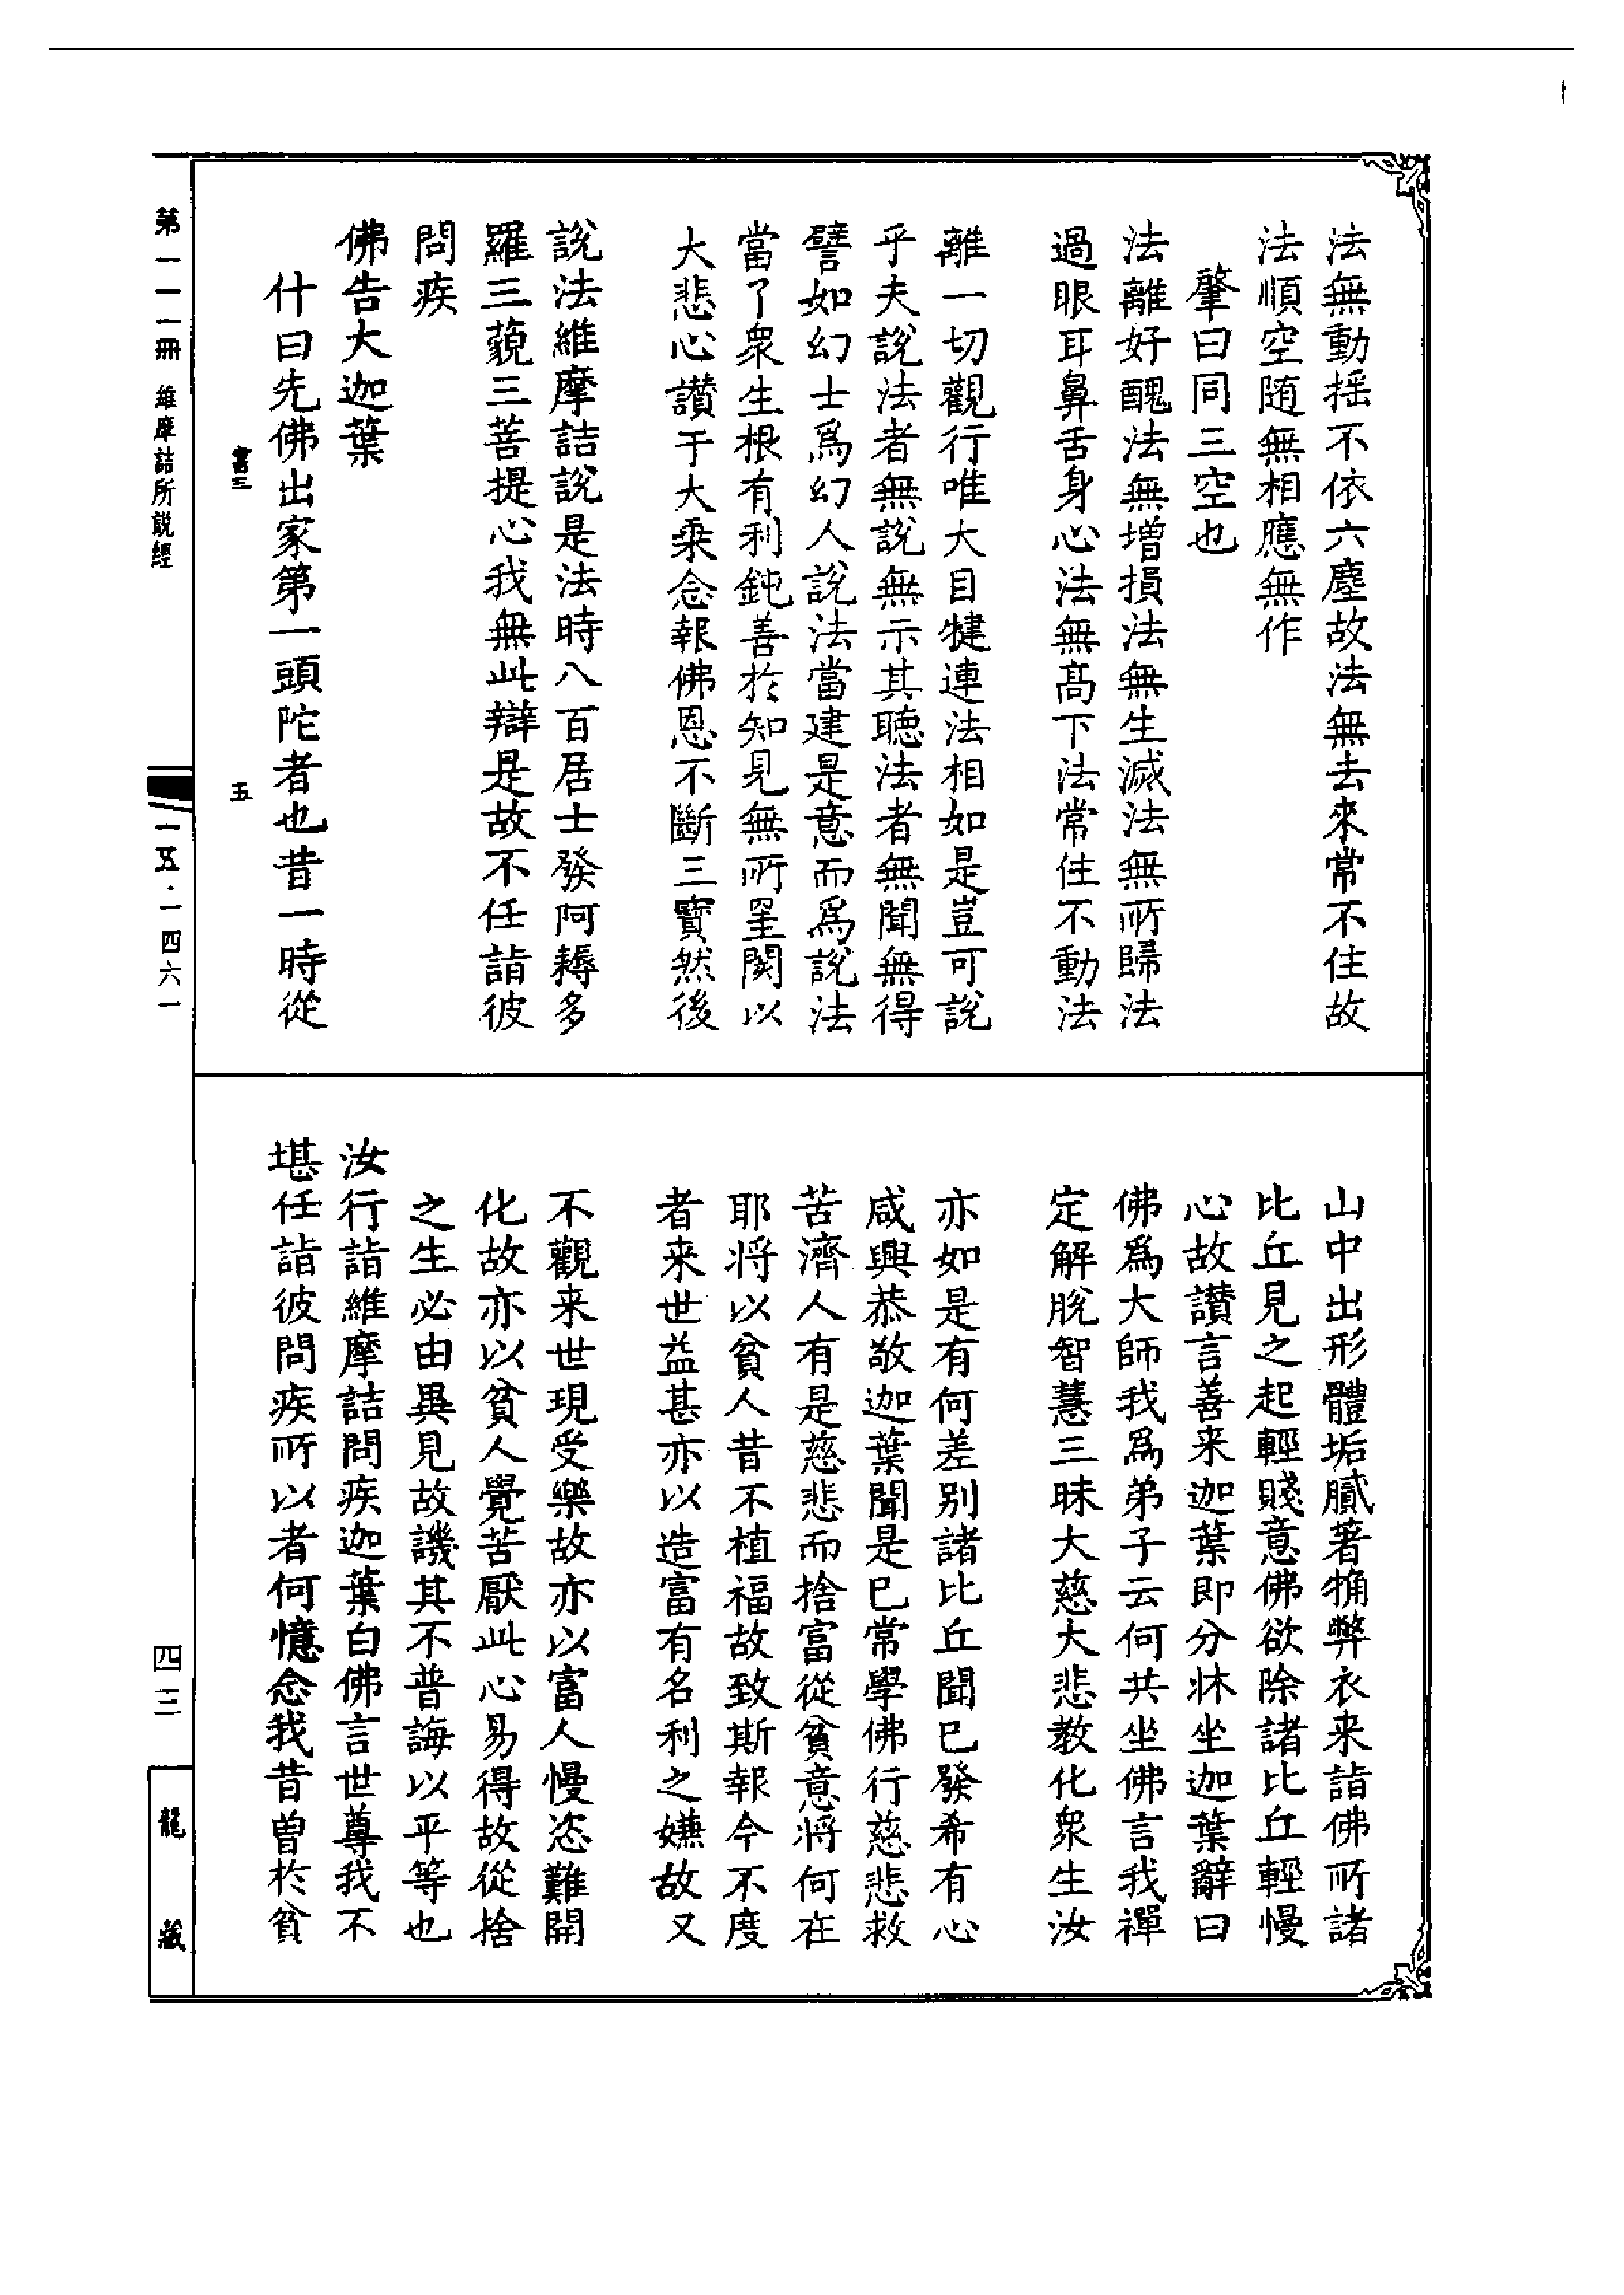 法無動揺不依六塵故法無去來常不住故
法順空随無相應無作
肇曰同三空也
法離好醜法無增損法無生滅法無所歸法
過眼耳鼻舌身心法無髙下法常住不動法
離一切觀行唯大目犍連法相如是豈可說
乎夫說法者無說無示其聽法者無聞無得
譬如幻士爲幻人說法當建是意而爲說法
當了衆生根有利鈍善於知見無所罣閡以
大悲心讚于大乘念報佛恩不斷三寳然後
說法維摩詰說是法時八百居士發阿耨多
羅三藐三菩提心我無此辯是故不任詣彼
問疾
佛告大迦葉
什曰先佛出家第一頭陀者也昔一時從
書三 五
山中出形體垢膩著㧾弊衣来詣佛所諸
比丘見之起輕賤意佛欲除諸比丘輕慢
心故讃言善来迦葉即分牀坐迦葉辭曰
佛爲大師我爲弟子云何共坐佛言我禪
定解脫智慧三昧大慈大悲教化衆生汝
亦如是有何差别諸比丘聞已發希有心
咸興恭敬迦葉聞是已常學佛行慈悲救
苦濟人有是慈悲而捨富從貧意將何在
耶将以貧人昔不植福故致斯報今不度
者来世益甚亦以造富有名利之嫌故又
不觀来世現受樂故亦以富人慢恣難開
化故亦以貧人覺苦厭此心易得故從捨
之生必由異見故譏其不普誨以平等也
汝行詣維摩詰問疾迦葉白佛言世尊我不
堪任詣彼問疾所以者何憶念我昔曾於貧
第一一一冊 維摩詰所説經
一五·一四六一
四三
龍藏